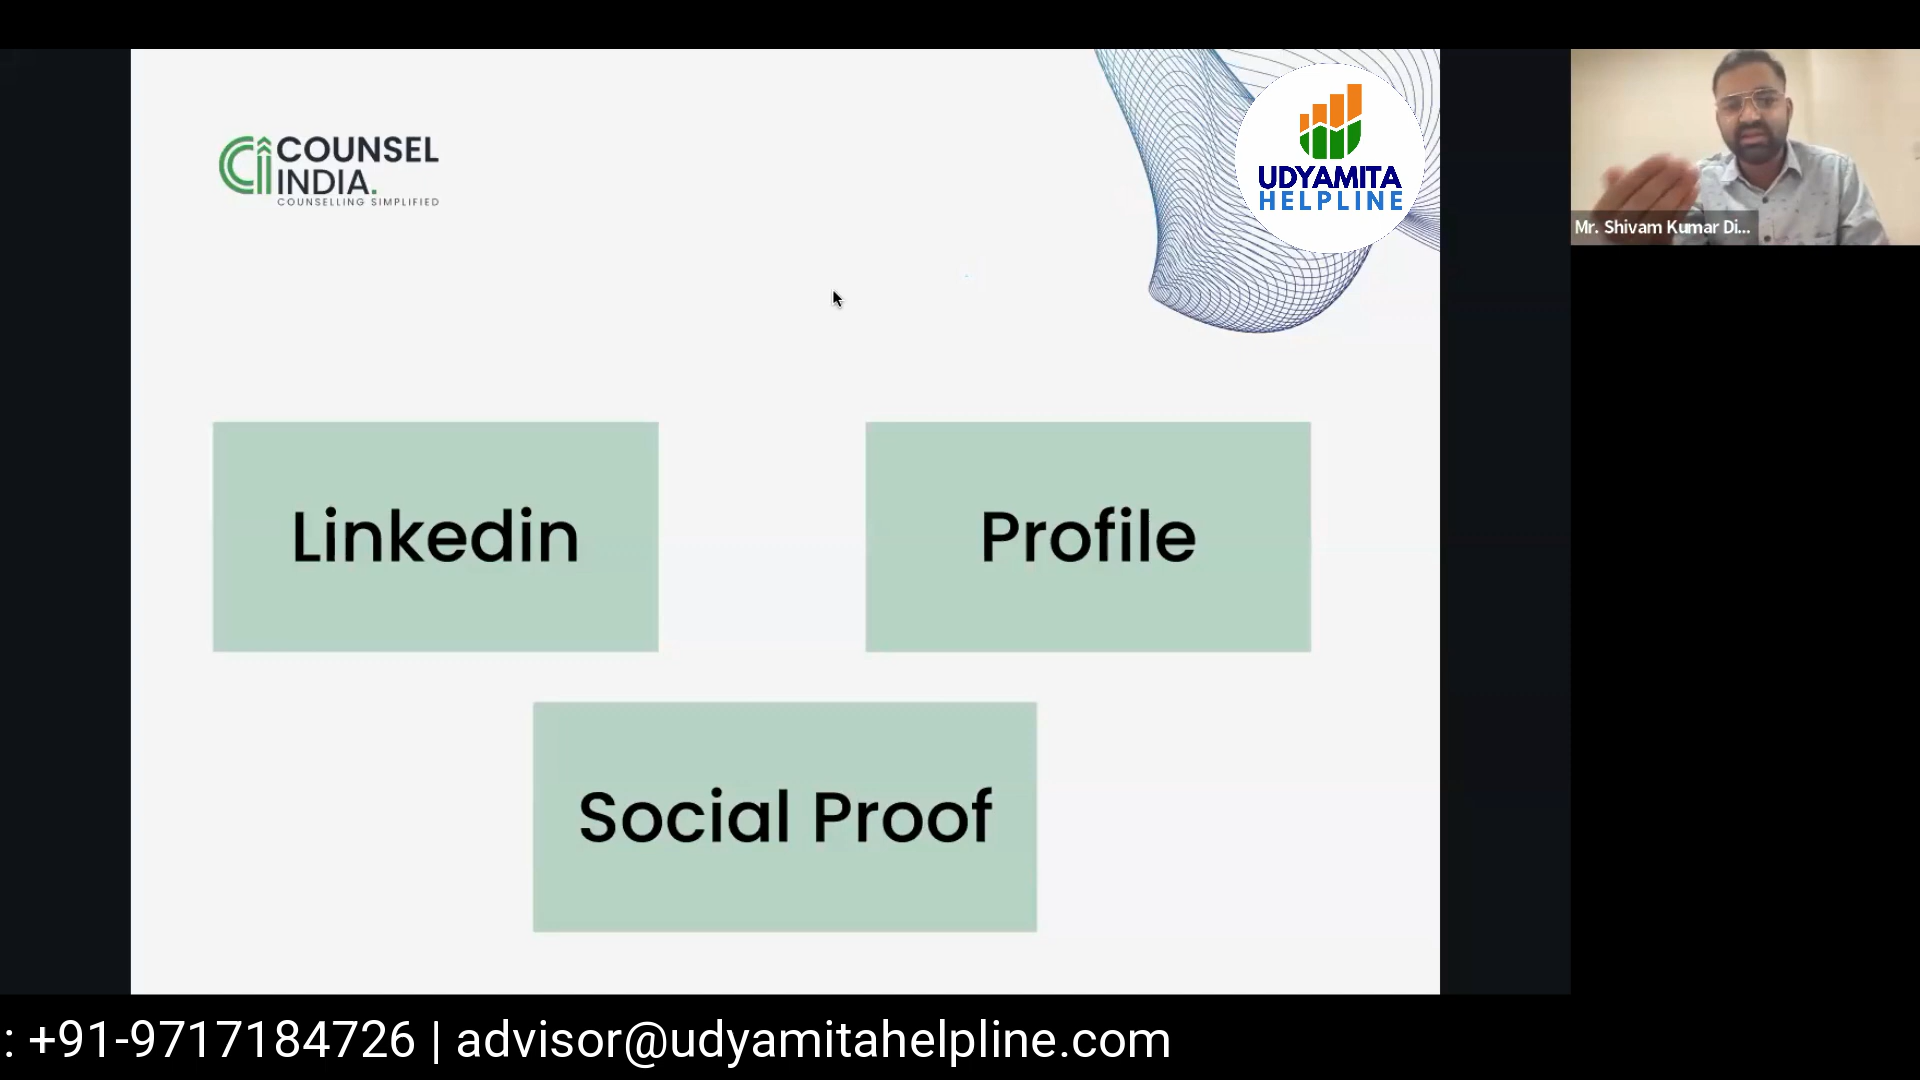 COUNSEL
INDIA.
COUNSELLING SIMPLIFIED
UDYAMITA
HELPLINE
Mr. Shivam Kumar Di...
Linkedin
Profile
Social Proof
: +91-9717184726 | advisor@udyamitahelpline.com